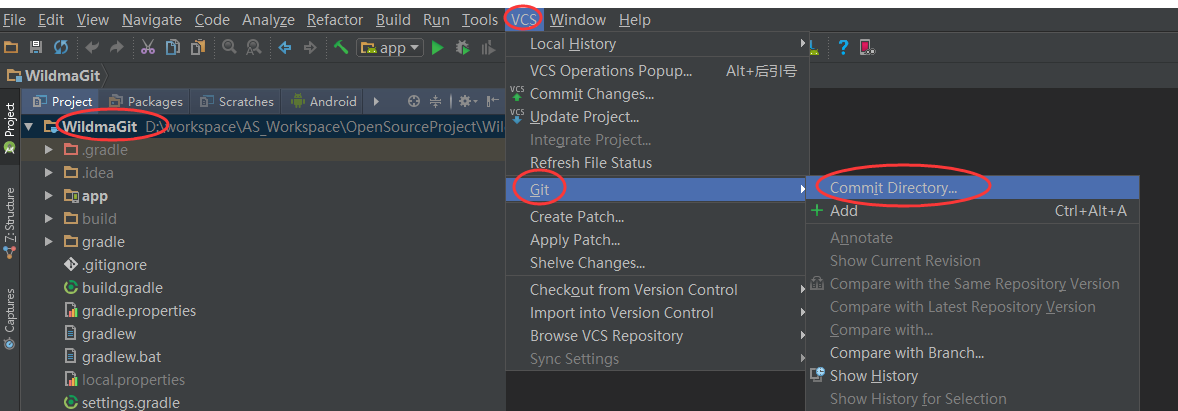 File Edit View Navigate Code Analyze Refactor Build Run Tools VCS Window Help
app
WildmaGit
Project Packages Scratches Android
WildmaGit D:\workspace\AS_Workspace\OpenSourceProject\Wil
.gradle
.idea
app
build
gradle
.gitignore
build.gradle
gradle.properties
gradlew
gradlew.bat
local.properties
settings.gradle
Project
Z: Structure
Captures
Local History
VCS Operations Popup... Alt+后引号
Commit Changes...
Update Project...
Integrate Project...
Refresh File Status
Git
Create Patch...
Apply Patch...
Shelve Changes...
Checkout from Version Control
Import into Version Control
Browse VCS Repository
Sync Settings
VCS
VCS
Commit Directory...
Add Ctrl+Alt+A
Annotate
Show Current Revision
Compare with the Same Repository Version
Compare with Latest Repository Version
Compare with...
Compare with Branch...
Show History
Show History for Selection